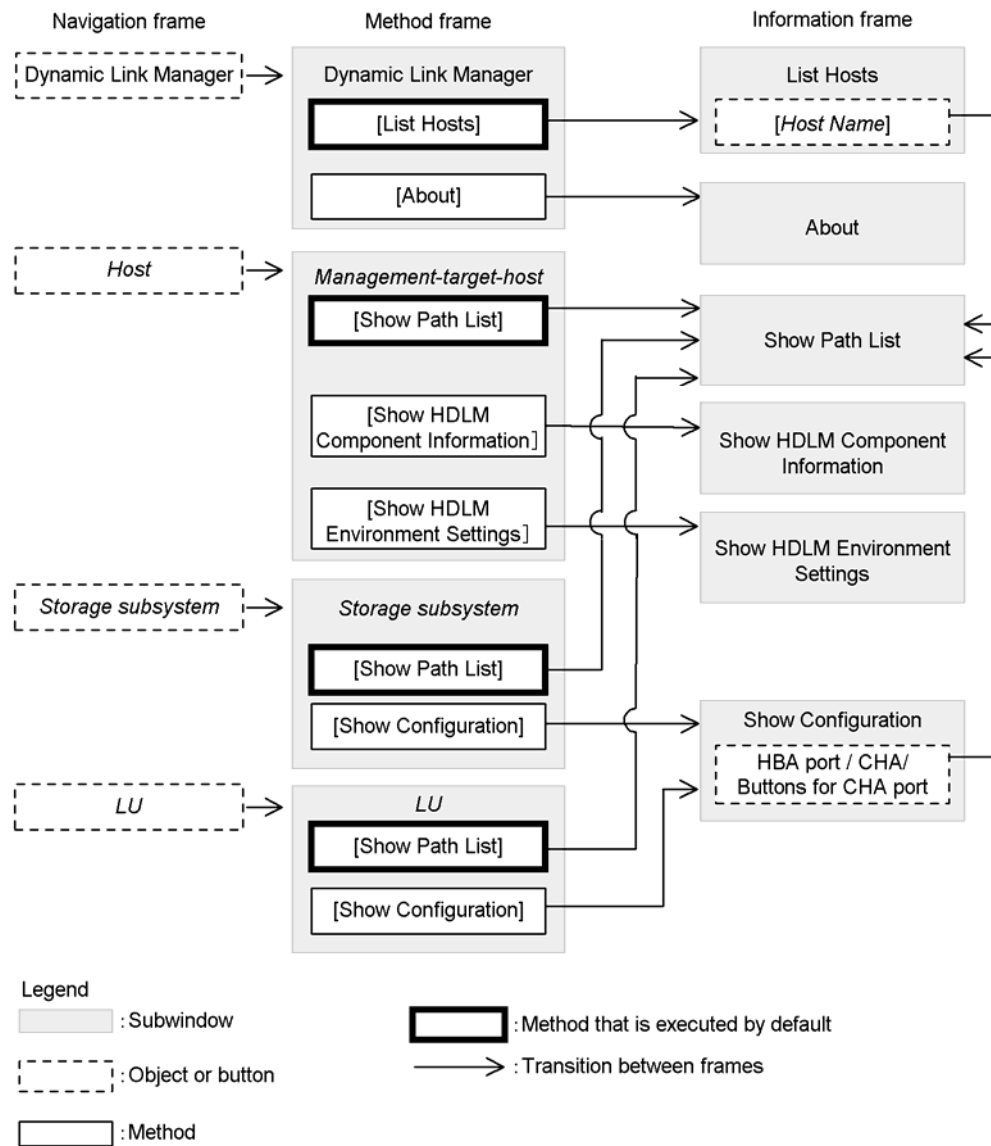 Navigation frame
Method frame
Information frame
Dynamic Link Manager
Dynamic Link Manager
[List Hosts]
[About]
List Hosts
[Host Name]
About
Host
Management-target-host
[Show Path List]
[Show HDLM
Component Information]
[Show HDLM
Environment Settings]
Show Path List
Show HDLM Component
Information
Show HDLM Environment
Settings
Storage subsystem
Storage subsystem
[Show Path List]
[Show Configuration]
Show Configuration
HBA port / CHA/
Buttons for CHA port
LU
LU
[Show Path List]
[Show Configuration]
Legend
: Subwindow
: Object or button
: Method
: Method that is executed by default
: Transition between frames